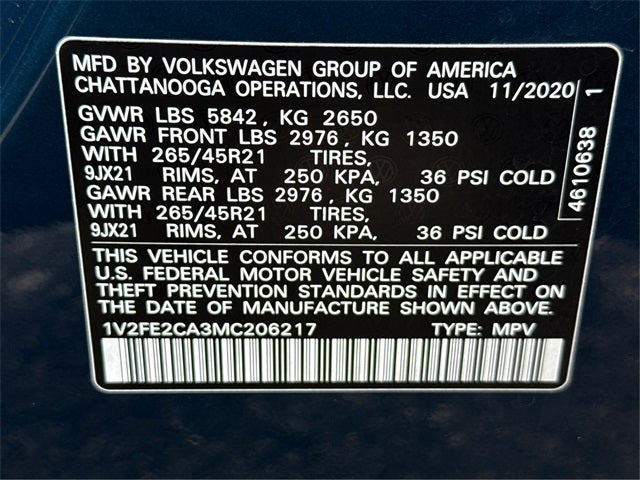 MFD BY VOLKSWAGEN GROUP OF AMERICA
CHATTANOOGA OPERATIONS, LLC. USA 11/2020
GVWR LBS 5842, KG 2650
GAWR FRONT LBS 2976, KG 1350
WITH 265/45R21 TIRES,
9JX21 RIMS, AT 250 KPA, 36 PSI COLD
GAWR REAR LBS 2976, KG 1350
WITH 265/45R21 TIRES,
9JX21 RIMS, AT 250 KPA, 36 PSI COLD
THIS VEHICLE CONFORMS TO ALL APPLICABLE
U.S. FEDERAL MOTOR VEHICLE SAFETY AND
THEFT PREVENTION STANDARDS IN EFFECT ON
THE DATE OF MANUFACTURE SHOWN ABOVE.
1V2FE2CA3MC206217 TYPE: MPV
4610638 1